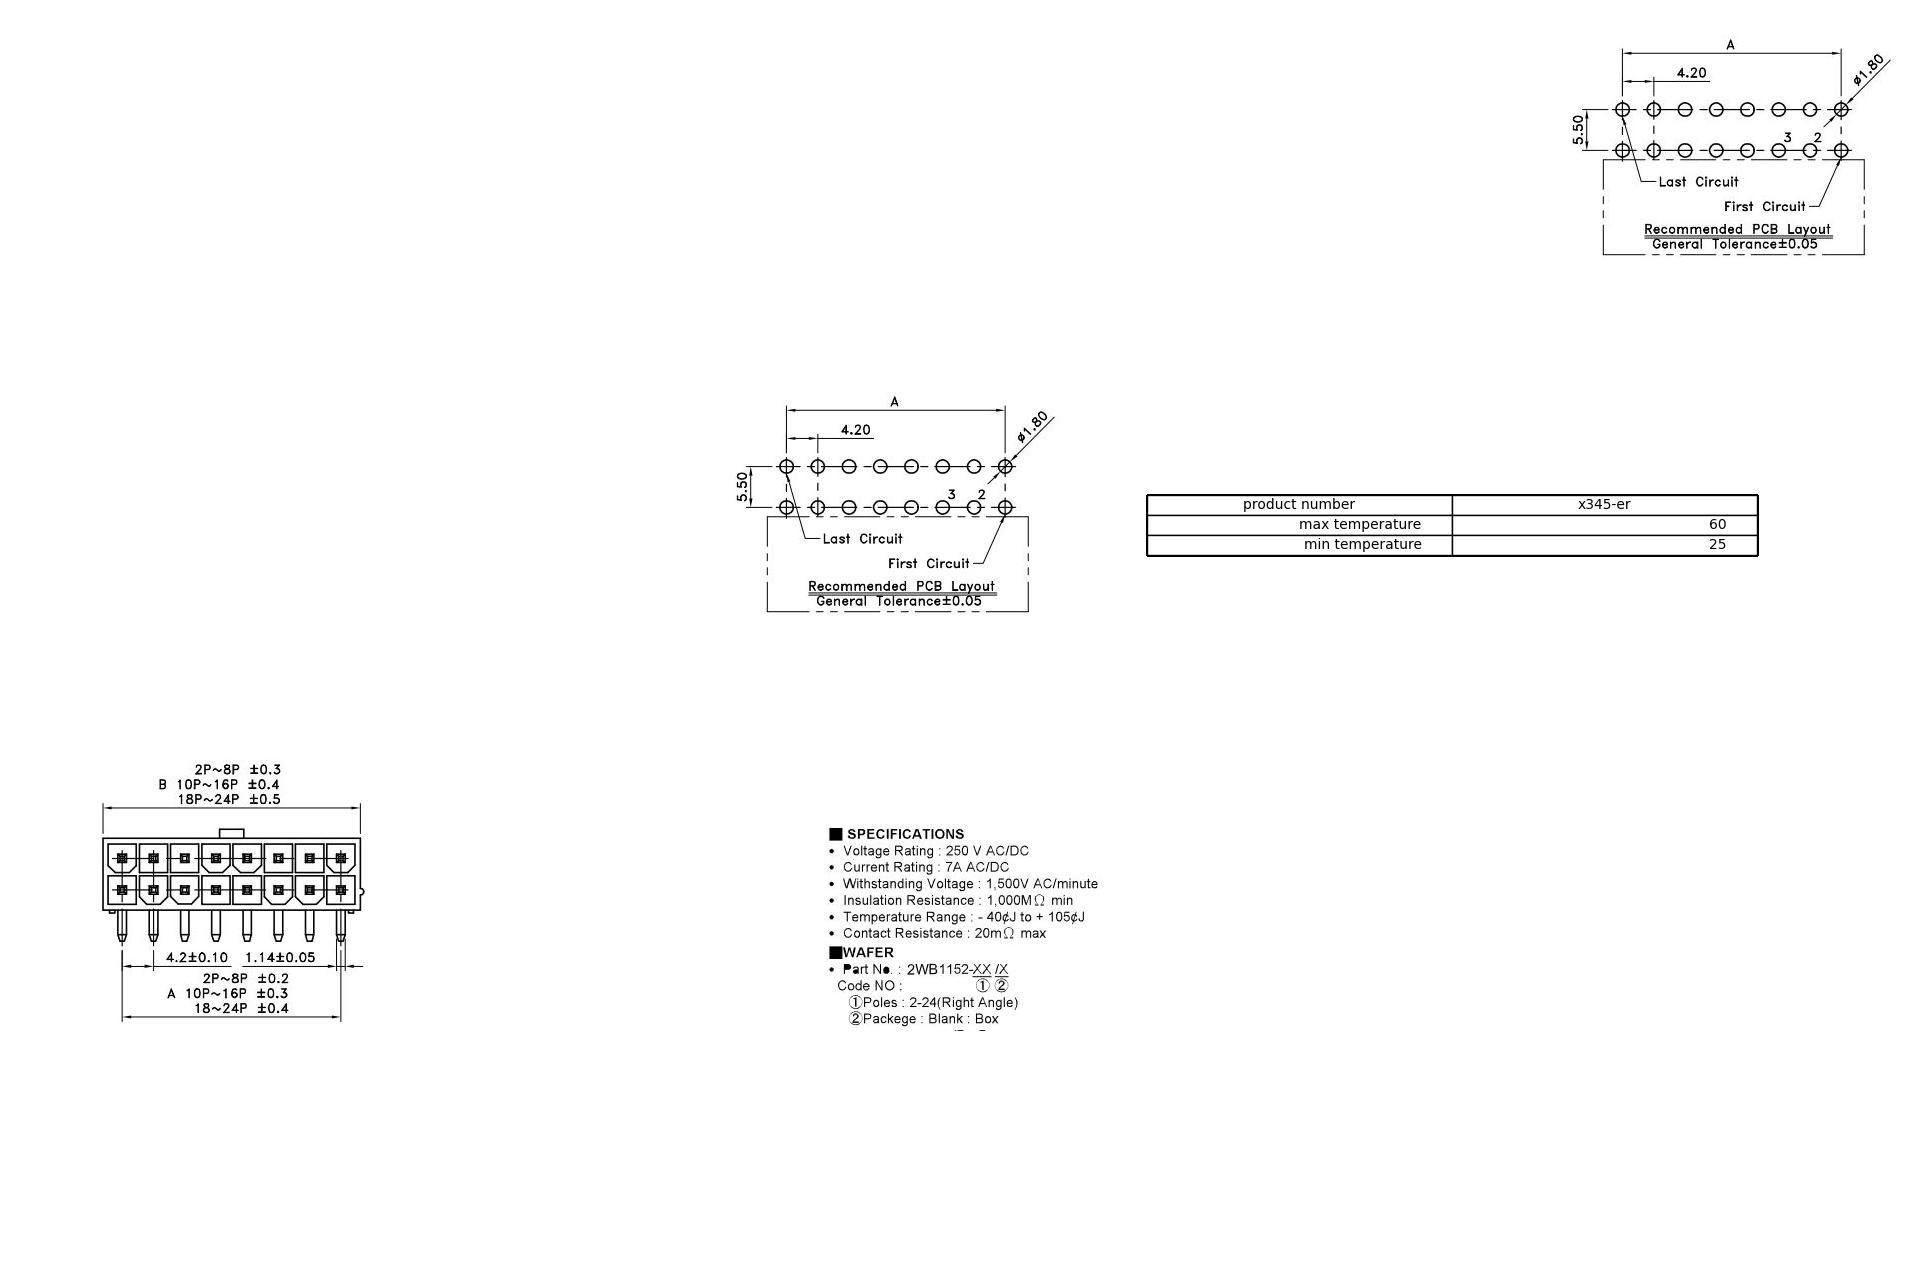 A
4.20
ø1.80
5.50
3 2
Last Circuit
First Circuit
Recommended PCB Layout
General Tolerance±0.05
A
4.20
ø1.80
5.50
3 2
Last Circuit
First Circuit
Recommended PCB Layout
General Tolerance±0.05
product number x345-er
max temperature 60
min temperature 25
2P~8P ±0.3
B 10P~16P ±0.4
18P~24P ±0.5
4.2±0.10 1.14±0.05
2P~8P ±0.2
A 10P~16P ±0.3
18~24P ±0.4
■ SPECIFICATIONS
• Voltage Rating : 250 V AC/DC
• Current Rating : 7A AC/DC
• Withstanding Voltage : 1,500V AC/minute
• Insulation Resistance : 1,000MΩ min
• Temperature Range : - 40¢J to + 105¢J
• Contact Resistance : 20mΩ max
■WAFER
• Part No. : 2WB1152-XX /X
Code NO : ① ②
①Poles : 2-24(Right Angle)
②Packege : Blank : Box